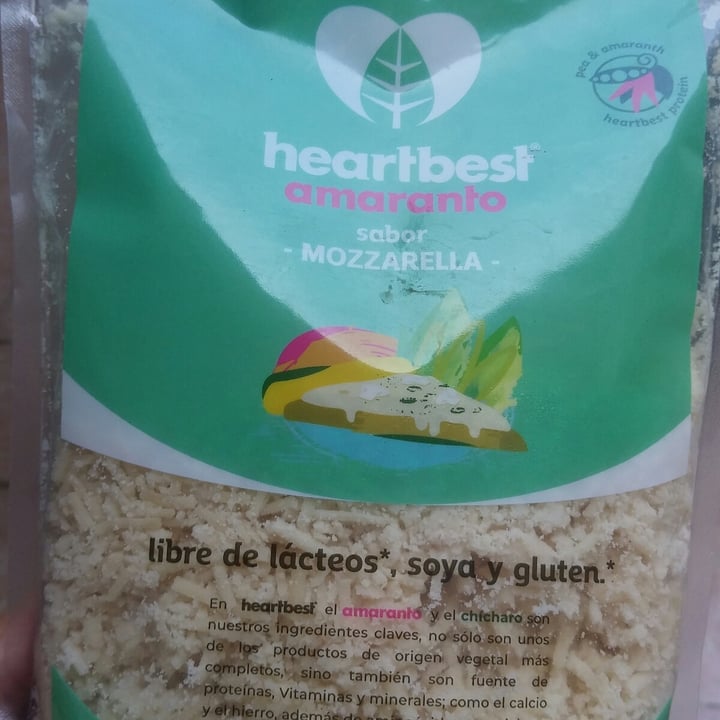 pea & amaranth
heartbest protein
heartbest®
amaranto
sabor
- MOZZARELLA -
libre de lácteos*, soya y gluten.*
En heartbest el amaranto y el chícharo son
nuestros ingredientes claves, no sólo son unos
de los productos de origen vegetal más
completos, sino también son fuente de
proteínas, Vitaminas y minerales; como el calcio
y el hierro, además de